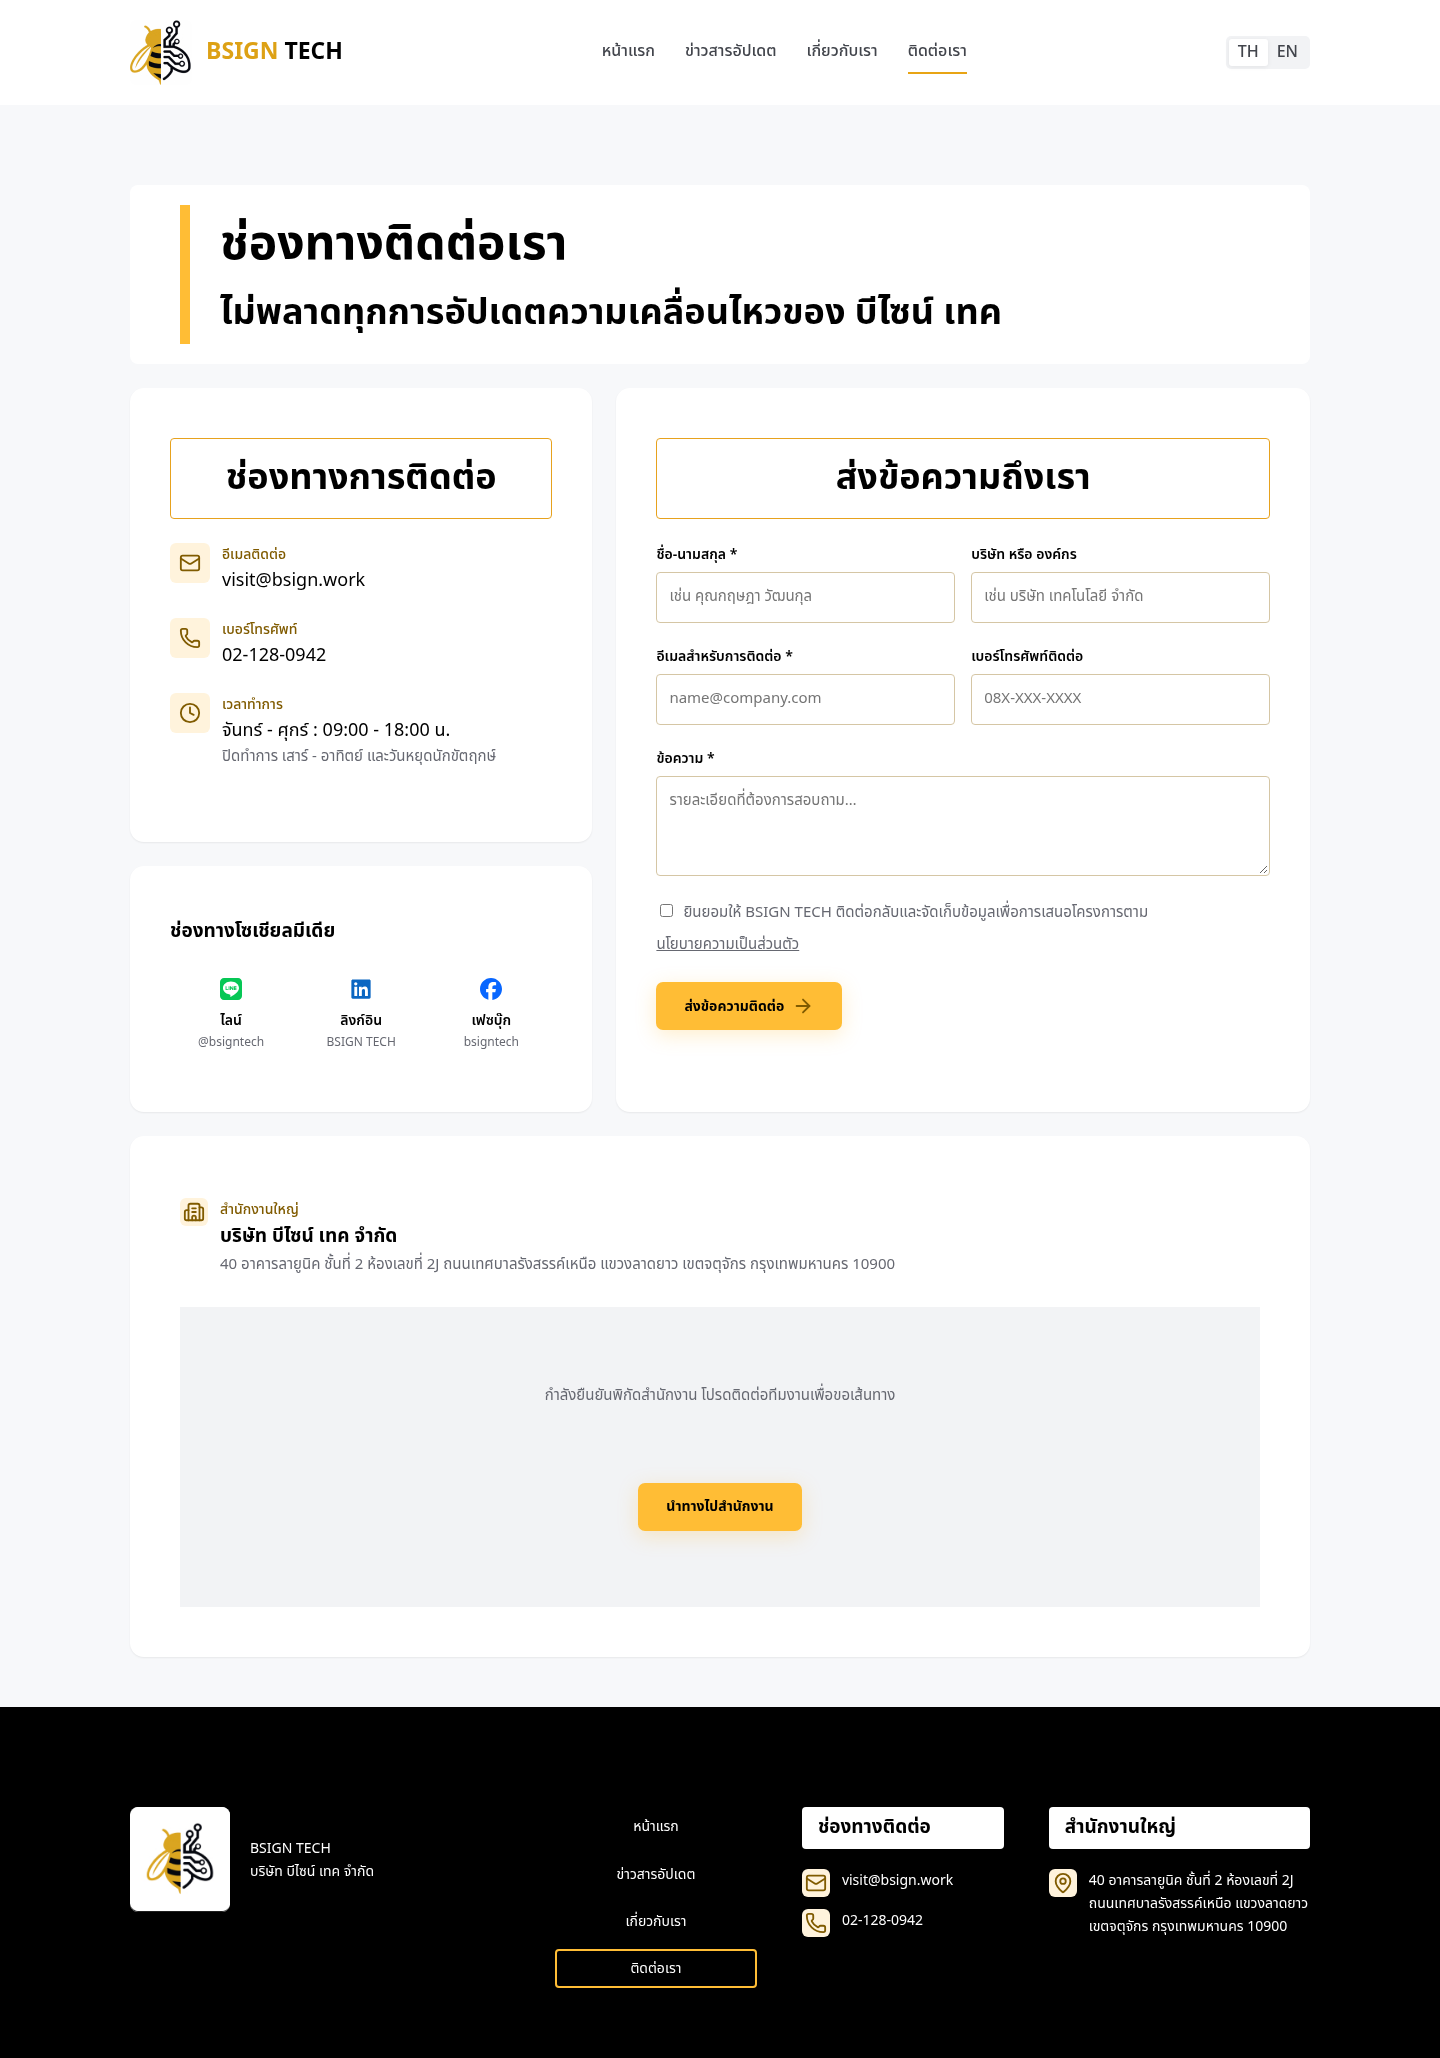 BSIGN TECH
หน้าแรก
ข่าวสารอัปเดต
เกี่ยวกับเรา
ติดต่อเรา
TH
EN
ช่องทางติดต่อเรา
ไม่พลาดทุกการอัปเดตความเคลื่อนไหวของ บีไซน์ เทค
ช่องทางการติดต่อ
อีเมลติดต่อ
visit@bsign.work
เบอร์โทรศัพท์
02-128-0942
เวลาทำการ
จันทร์ - ศุกร์ : 09:00 - 18:00 น.
ปิดทำการ เสาร์ - อาทิตย์ และวันหยุดนักขัตฤกษ์
ช่องทางโซเชียลมีเดีย
LINE
ไลน์
@bsigntech
ลิงก์อิน
BSIGN TECH
เฟซบุ๊ก
bsigntech
ส่งข้อความถึงเรา
ชื่อ-นามสกุล *
เช่น คุณกฤษฎา วัฒนกุล
บริษัท หรือ องค์กร
เช่น บริษัท เทคโนโลยี จำกัด
อีเมลสำหรับการติดต่อ *
name@company.com
เบอร์โทรศัพท์ติดต่อ
08X-XXX-XXXX
ข้อความ *
รายละเอียดที่ต้องการสอบถาม...
ยินยอมให้ BSIGN TECH ติดต่อกลับและจัดเก็บข้อมูลเพื่อการเสนอโครงการตาม
นโยบายความเป็นส่วนตัว
ส่งข้อความติดต่อ
สำนักงานใหญ่
บริษัท บีไซน์ เทค จำกัด
40 อาคารลายูนิค ชั้นที่ 2 ห้องเลขที่ 2J ถนนเทศบาลรังสรรค์เหนือ แขวงลาดยาว เขตจตุจักร กรุงเทพมหานคร 10900
กำลังยืนยันพิกัดสำนักงาน โปรดติดต่อทีมงานเพื่อขอเส้นทาง
นำทางไปสำนักงาน
BSIGN TECH
บริษัท บีไซน์ เทค จำกัด
หน้าแรก
ข่าวสารอัปเดต
เกี่ยวกับเรา
ติดต่อเรา
ช่องทางติดต่อ
visit@bsign.work
02-128-0942
สำนักงานใหญ่
40 อาคารลายูนิค ชั้นที่ 2 ห้องเลขที่ 2J
ถนนเทศบาลรังสรรค์เหนือ แขวงลาดยาว
เขตจตุจักร กรุงเทพมหานคร 10900